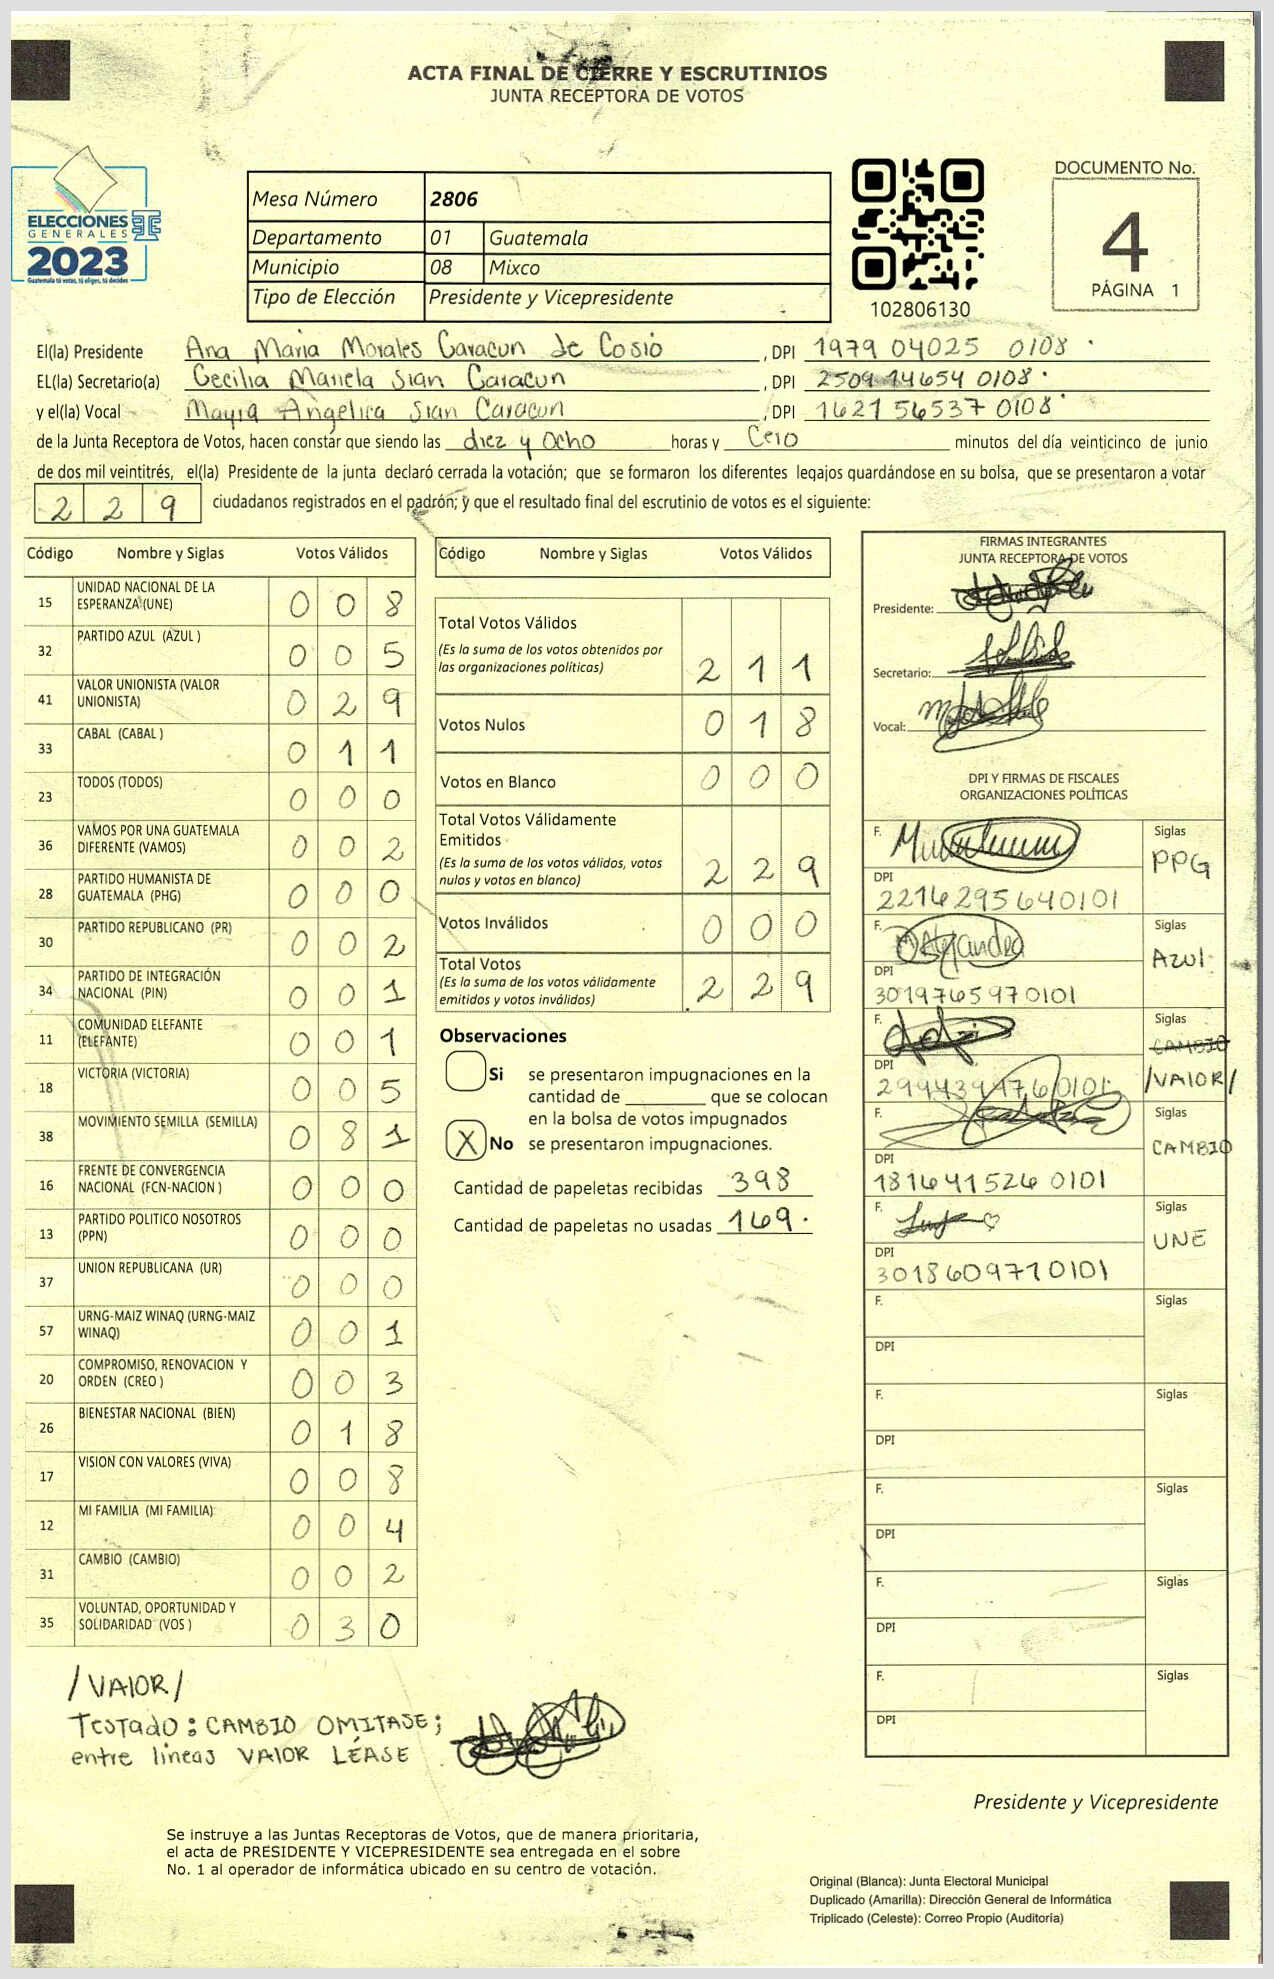 ACTA FINAL DE CIERRE Y ESCRUTINIOS
JUNTA RECEPTORA DE VOTOS
ELECCIONES
GENERALES
2023
Guatemala tú votas, tú eliges, tú decides
Mesa Número 2806
Departamento 01 Guatemala
Municipio 08 Mixco
Tipo de Elección Presidente y Vicepresidente
102806130
DOCUMENTO No.
4
PÁGINA 1
El(la) Presidente Ana Maria Morales Caracun de Cosio, DPI 1979 04025 0108
EL(la) Secretario(a) Cecilia Mariela Sian Caracun, DPI 2509 14654 0108
y el(la) Vocal Mayra Angelica Sian Caracun, DPI 1621 56537 0108
de la Junta Receptora de Votos, hacen constar que siendo las diez y ocho horas y Cero minutos del día veinticinco de junio
de dos mil veintitrés, el(la) Presidente de la junta declaró cerrada la votación; que se formaron los diferentes legajos guardándose en su bolsa, que se presentaron a votar
229 ciudadanos registrados en el padrón; y que el resultado final del escrutinio de votos es el siguiente:
Código Nombre y Siglas Votos Válidos
15 UNIDAD NACIONAL DE LA ESPERANZA (UNE) 0 0 8
32 PARTIDO AZUL (AZUL ) 0 0 5
41 VALOR UNIONISTA (VALOR UNIONISTA) 0 2 9
33 CABAL (CABAL ) 0 1 1
23 TODOS (TODOS) 0 0 0
36 VAMOS POR UNA GUATEMALA DIFERENTE (VAMOS) 0 0 2
28 PARTIDO HUMANISTA DE GUATEMALA (PHG) 0 0 0
30 PARTIDO REPUBLICANO (PR) 0 0 2
34 PARTIDO DE INTEGRACIÓN NACIONAL (PIN) 0 0 1
11 COMUNIDAD ELEFANTE (ELEFANTE) 0 0 1
18 VICTORIA (VICTORIA) 0 0 5
38 MOVIMIENTO SEMILLA (SEMILLA) 0 8 1
16 FRENTE DE CONVERGENCIA NACIONAL (FCN-NACION ) 0 0 0
13 PARTIDO POLITICO NOSOTROS (PPN) 0 0 0
37 UNION REPUBLICANA (UR) 0 0 0
57 URNG-MAIZ WINAQ (URNG-MAIZ WINAQ) 0 0 1
20 COMPROMISO, RENOVACION Y ORDEN (CREO ) 0 0 3
26 BIENESTAR NACIONAL (BIEN) 0 1 8
17 VISION CON VALORES (VIVA) 0 0 8
12 MI FAMILIA (MI FAMILIA) 0 0 4
31 CAMBIO (CAMBIO) 0 0 2
35 VOLUNTAD, OPORTUNIDAD Y SOLIDARIDAD (VOS ) 0 3 0
Código Nombre y Siglas Votos Válidos
Total Votos Válidos
(Es la suma de los votos obtenidos por
las organizaciones políticas) 2 1 1
Votos Nulos 0 1 8
Votos en Blanco 0 0 0
Total Votos Válidamente
Emitidos
(Es la suma de los votos válidos, votos
nulos y votos en blanco) 2 2 9
Votos Inválidos 0 0 0
Total Votos
(Es la suma de los votos válidamente
emitidos y votos inválidos) 2 2 9
Observaciones
Si se presentaron impugnaciones en la
cantidad de ________ que se colocan
en la bolsa de votos impugnados
X No se presentaron impugnaciones.
Cantidad de papeletas recibidas 398
Cantidad de papeletas no usadas 169.
FIRMAS INTEGRANTES
JUNTA RECEPTORA DE VOTOS
Presidente:
Secretario:
Vocal:
DPI Y FIRMAS DE FISCALES
ORGANIZACIONES POLÍTICAS
F. Siglas PPG
DPI 2216295640101
F. MAlejandra Siglas Azul
DPI 3019765970101
F. Siglas CAMBIO
DPI 2994394760101 /VAlOR/
F. Siglas CAMBIO
DPI 181641526 0101
F. Siglas UNE
DPI 3018609710101
F. Siglas
DPI
F. Siglas
DPI
F. Siglas
DPI
F. Siglas
DPI
F. Siglas
DPI
/VAlOR/
Testado: CAMBIO OMITASE;
entre líneas VAlOR LÉASE
Presidente y Vicepresidente
Se instruye a las Juntas Receptoras de Votos, que de manera prioritaria,
el acta de PRESIDENTE Y VICEPRESIDENTE sea entregada en el sobre
No. 1 al operador de informática ubicado en su centro de votación.
Original (Blanca): Junta Electoral Municipal
Duplicado (Amarilla): Dirección General de Informática
Triplicado (Celeste): Correo Propio (Auditoría)